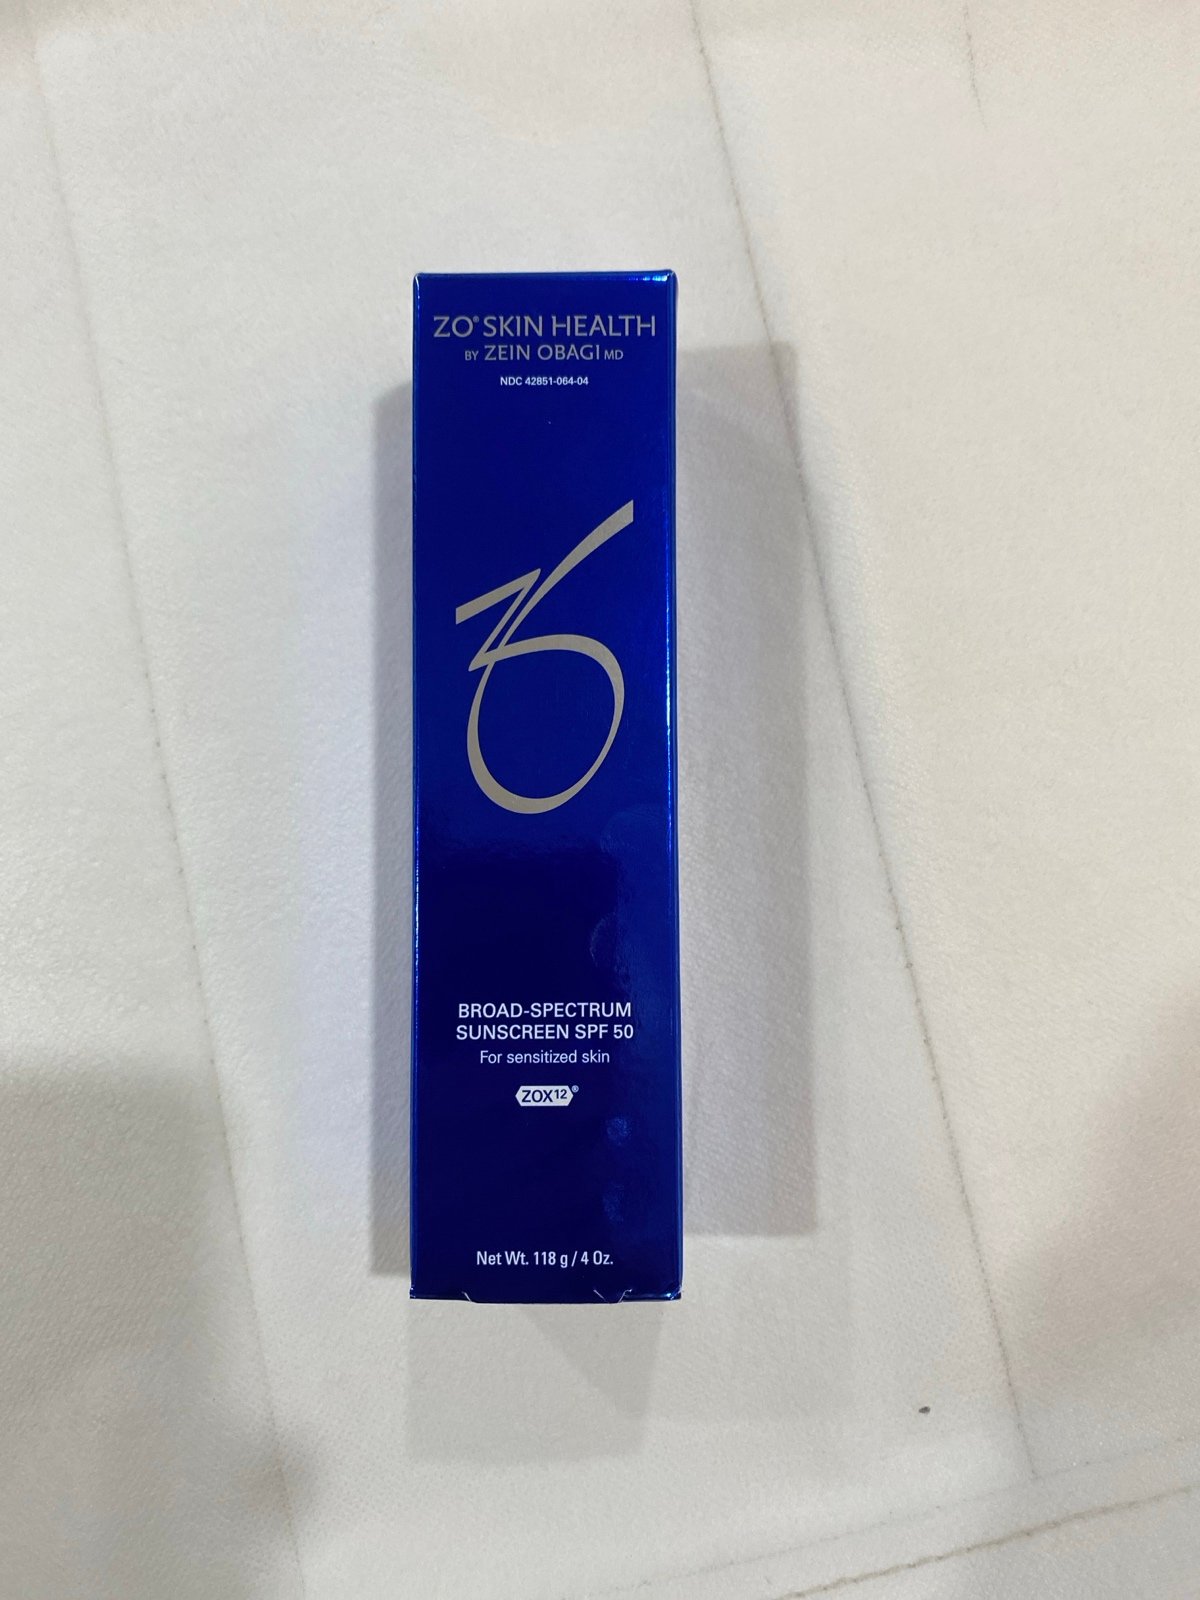 ZO® SKIN HEALTH
BY ZEIN OBAGI MD
NDC 42851-064-04
ZO
BROAD-SPECTRUM
SUNSCREEN SPF 50
For sensitized skin
ZOX12®
Net Wt. 118 g / 4 Oz.